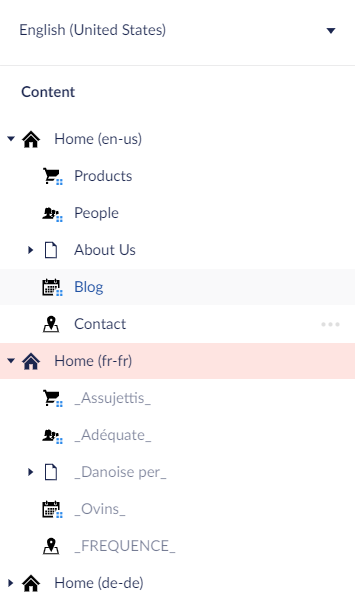 English (United States)
Content
Home (en-us)
Products
People
About Us
Blog
Contact
Home (fr-fr)
_Assujettis_
_Adéquate_
_Danoise per_
_Ovins_
_FREQUENCE_
Home (de-de)